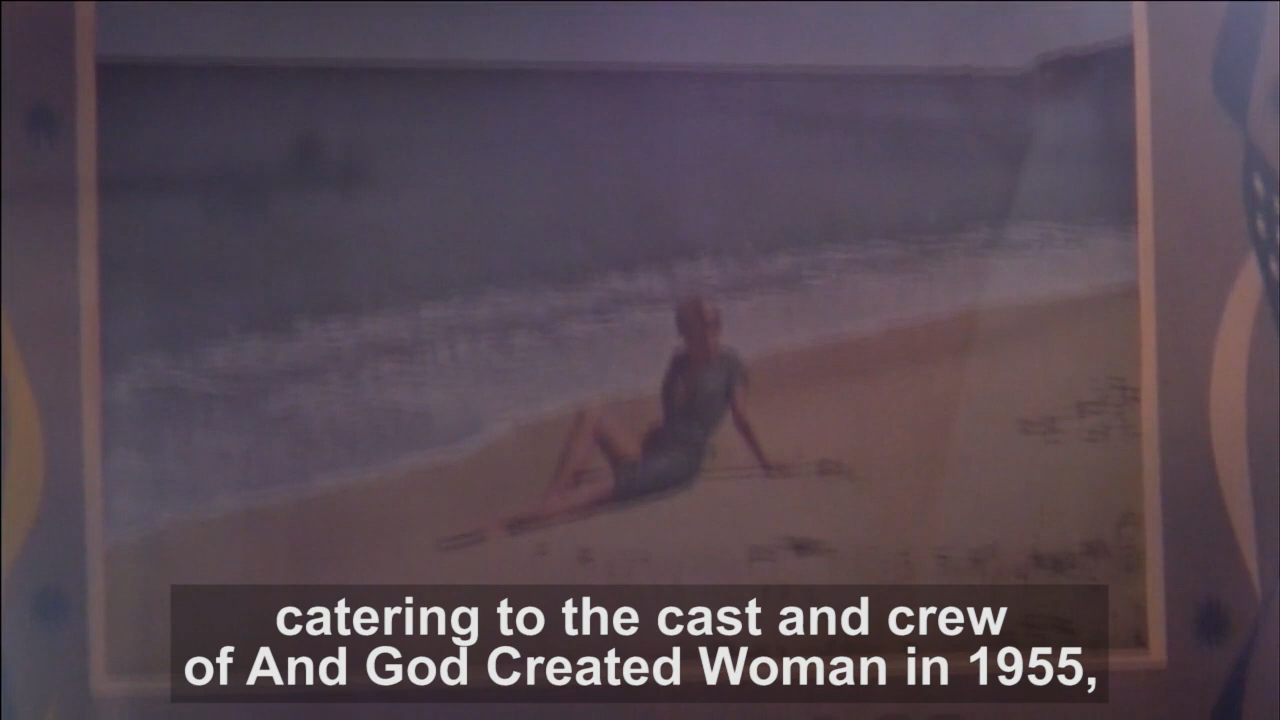 catering to the cast and crew
of And God Created Woman in 1955,